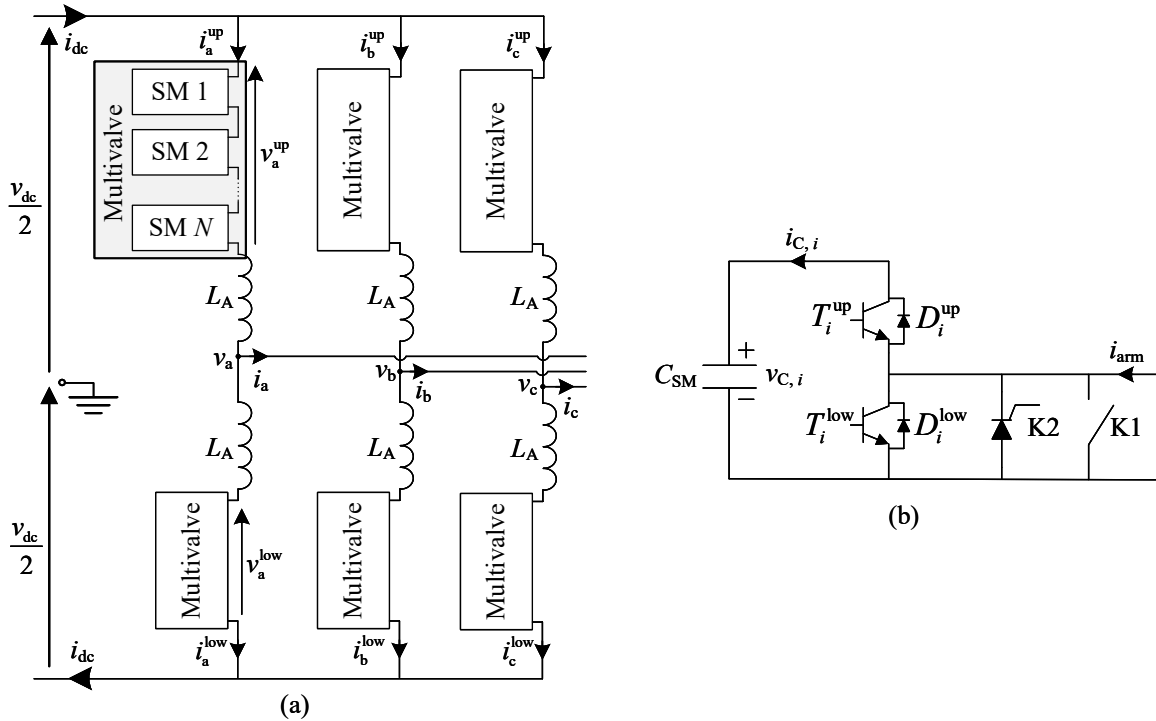 i_dc
i_a^up
i_b^up
i_c^up
Multivalve
SM 1
SM 2
SM N
v_a^up
Multivalve
Multivalve
v_dc
2
L_A
L_A
L_A
v_a
i_a
v_b
i_b
v_c
i_c
L_A
L_A
L_A
v_dc
2
Multivalve
v_a^low
Multivalve
Multivalve
i_dc
i_a^low
i_b^low
i_c^low
(a)
i_C, i
T_i^up
D_i^up
i_arm
C_SM
+
v_C, i
−
T_i^low
D_i^low
K2
K1
(b)